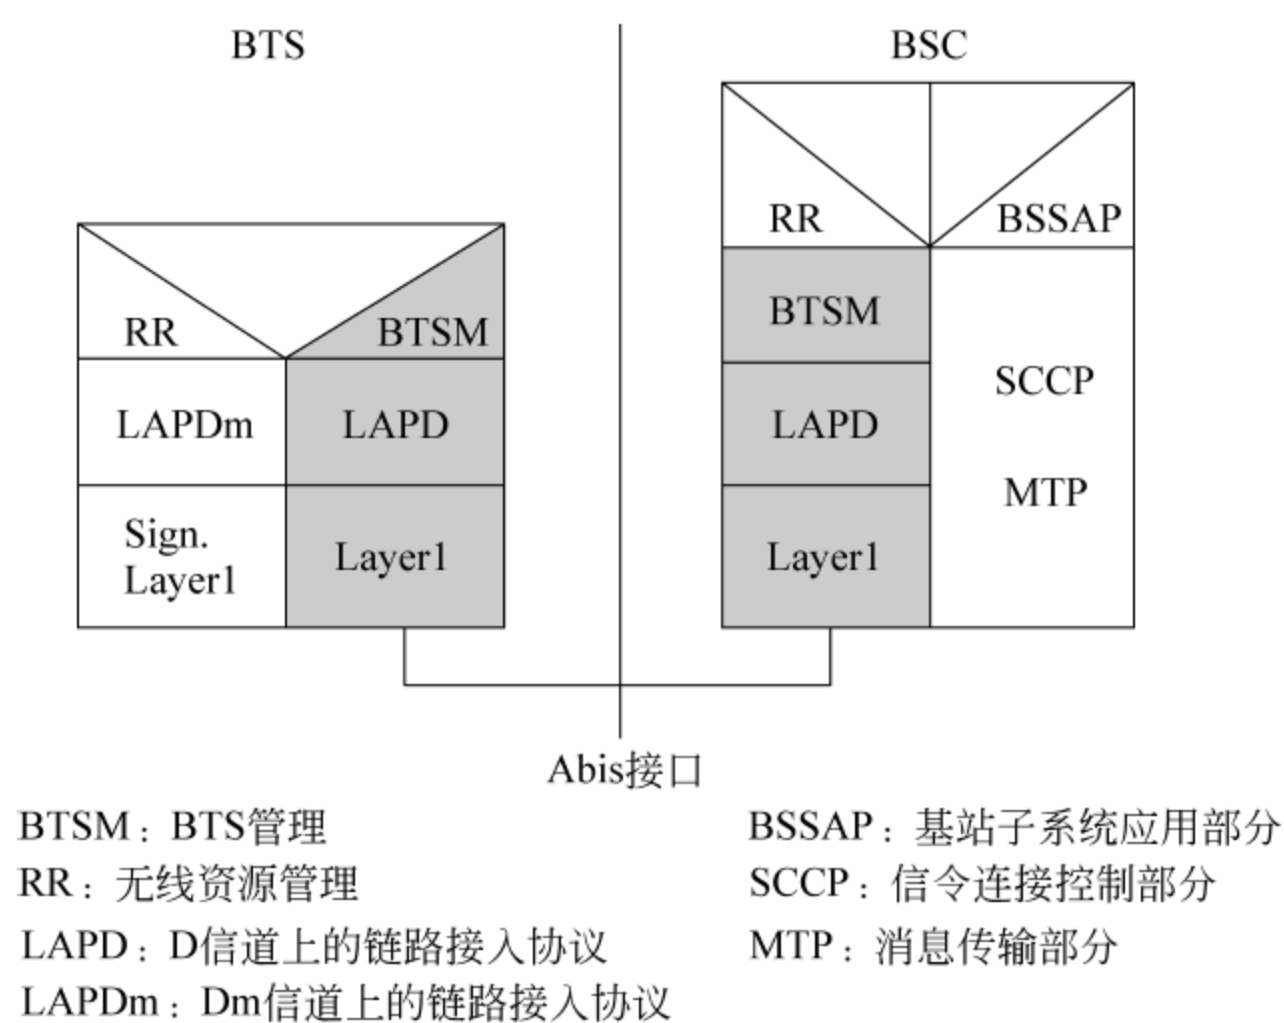 BTS
BSC
RR
BSSAP
RR
BTSM
BTSM
LAPDm
LAPD
LAPD
SCCP
MTP
Sign.
Layer1
Layer1
Layer1
Abis接口
BTSM：BTS管理
BSSAP：基站子系统应用部分
RR：无线资源管理
SCCP：信令连接控制部分
LAPD：D信道上的链路接入协议
MTP：消息传输部分
LAPDm：Dm信道上的链路接入协议